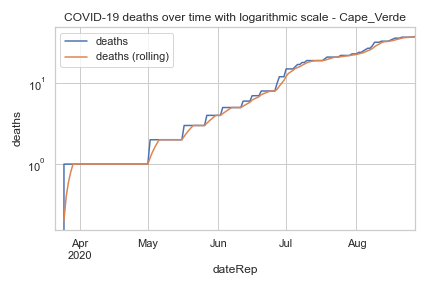 COVID-19 deaths over time with logarithmic scale - Cape_Verde
deaths
deaths (rolling)
10^1
10^0
deaths
Apr
2020
May
Jun
Jul
Aug
dateRep